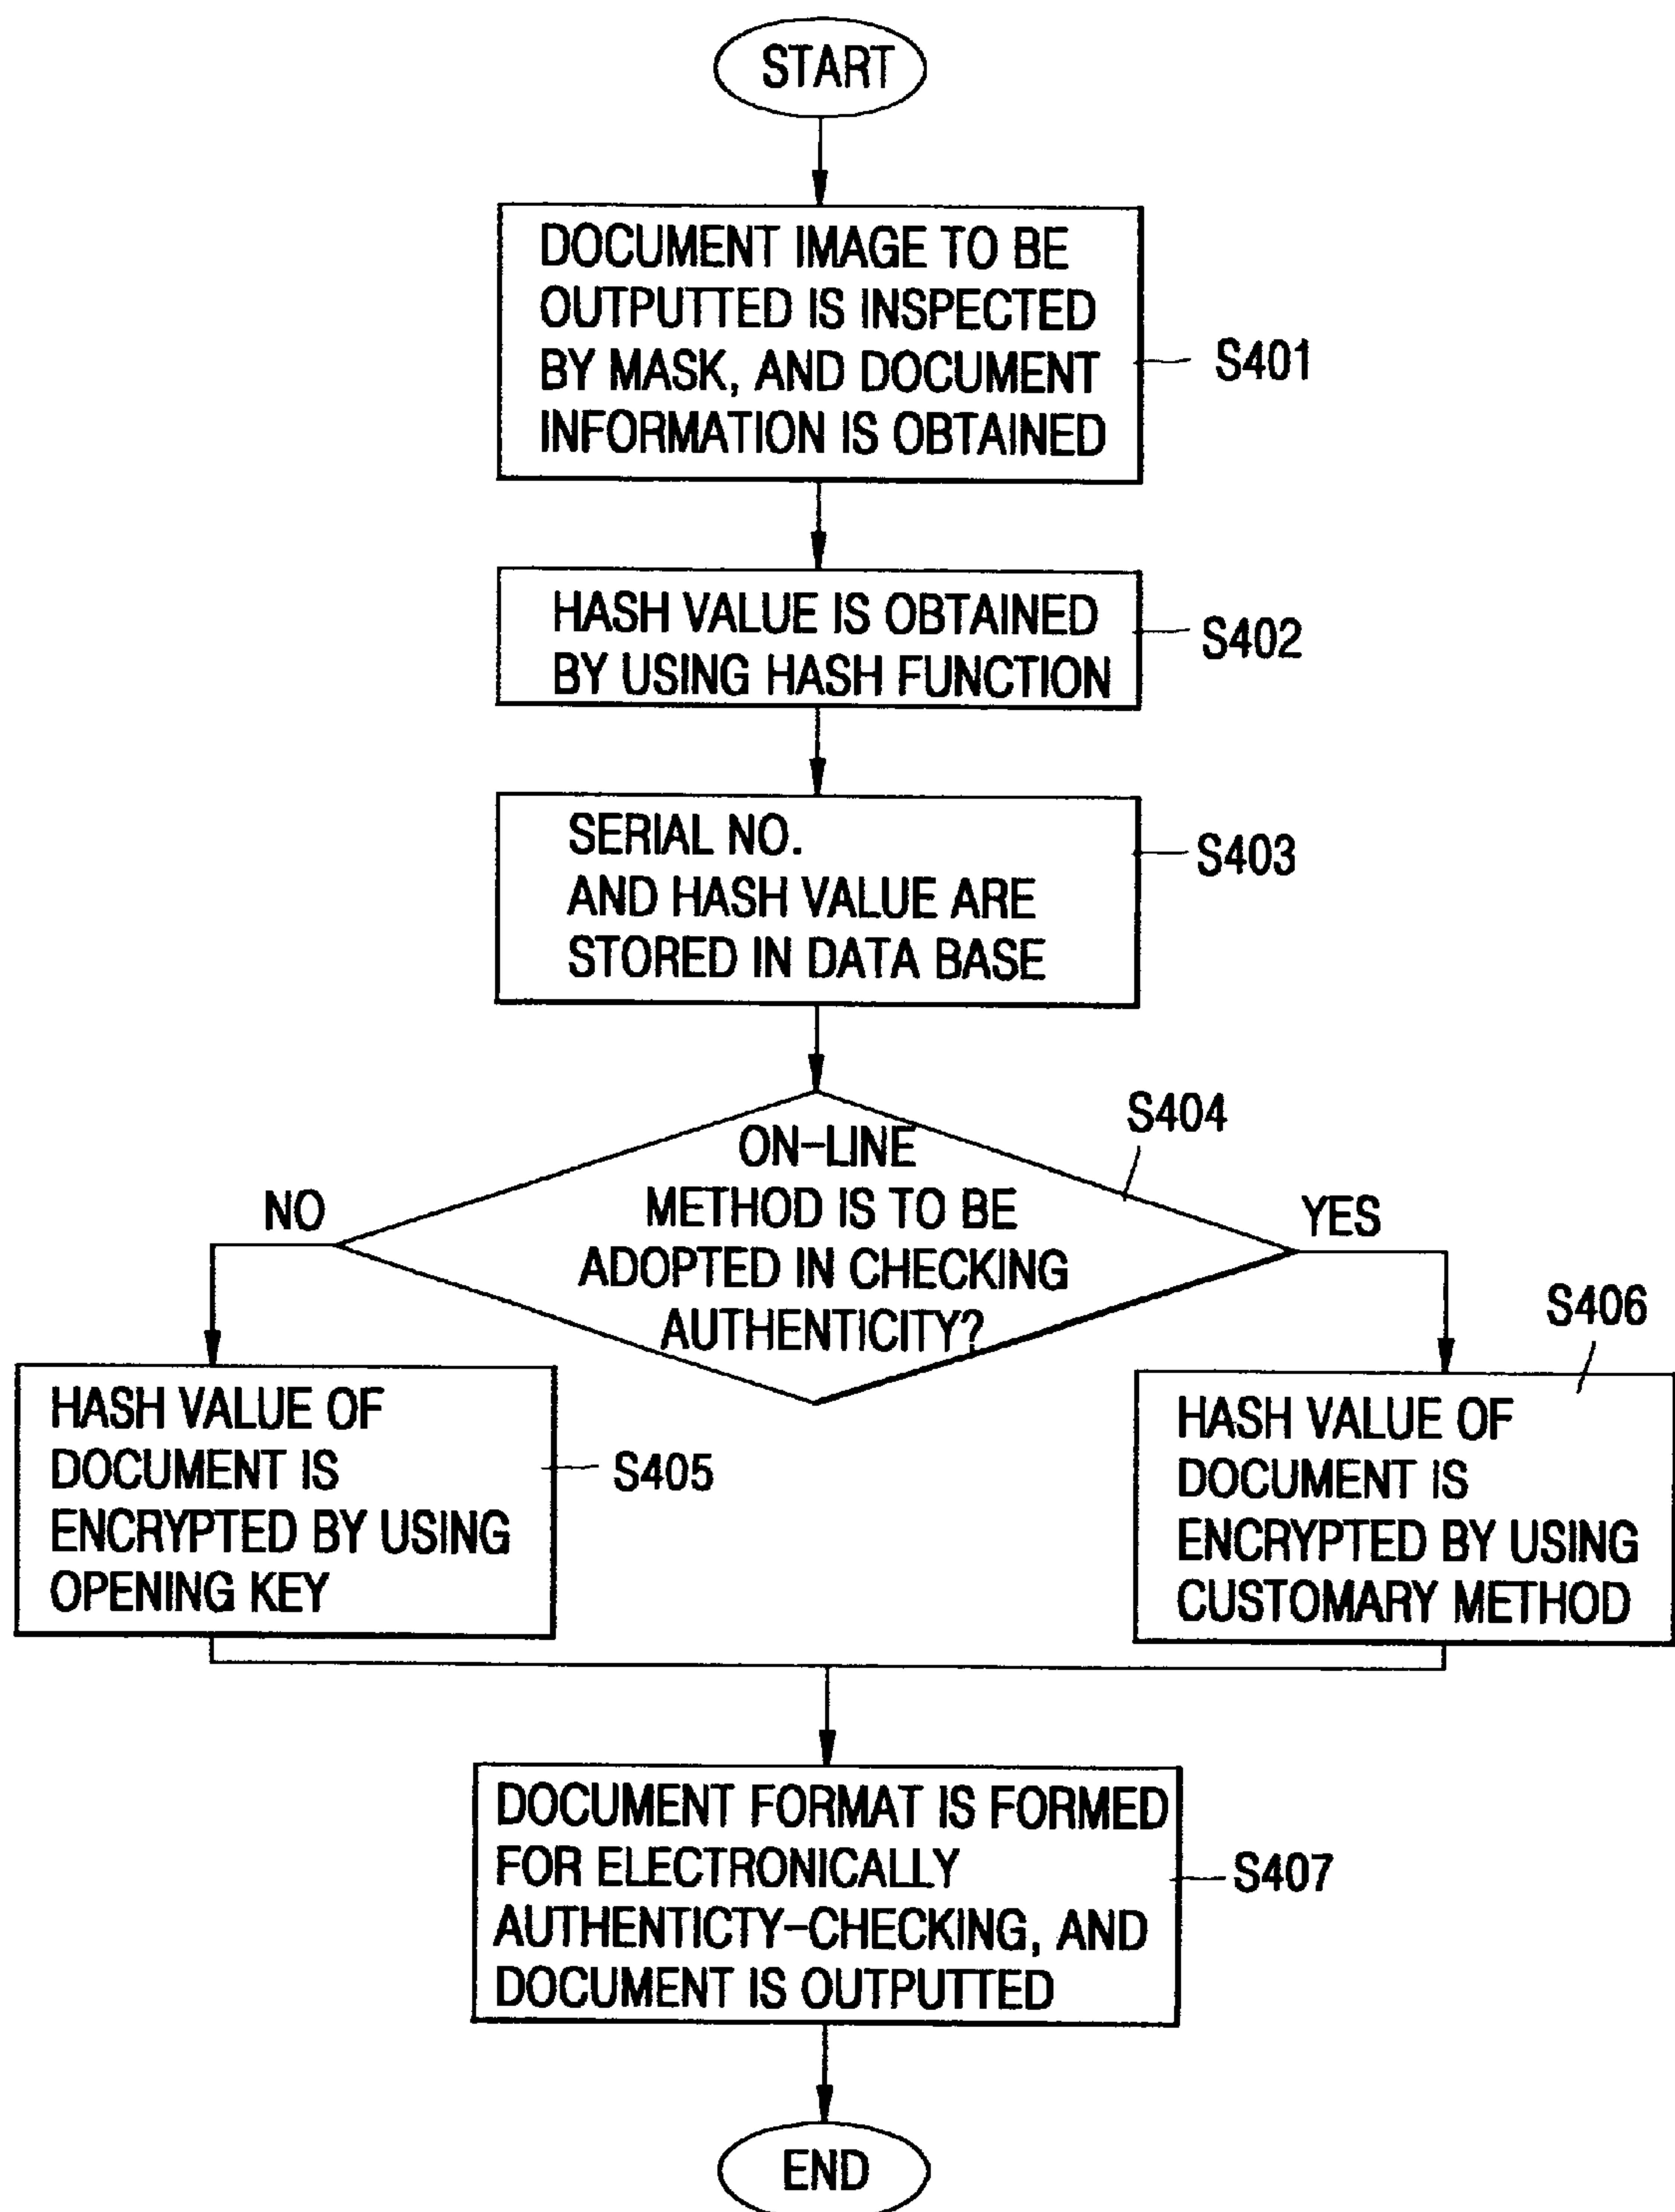 START
DOCUMENT IMAGE TO BE
OUTPUTTED IS INSPECTED
BY MASK, AND DOCUMENT
INFORMATION IS OBTAINED
S401
HASH VALUE IS OBTAINED
BY USING HASH FUNCTION
S402
SERIAL NO.
AND HASH VALUE ARE
STORED IN DATA BASE
S403
ON-LINE
METHOD IS TO BE
ADOPTED IN CHECKING
AUTHENTICITY?
S404
NO
YES
HASH VALUE OF
DOCUMENT IS
ENCRYPTED BY USING
OPENING KEY
S405
HASH VALUE OF
DOCUMENT IS
ENCRYPTED BY USING
CUSTOMARY METHOD
S406
DOCUMENT FORMAT IS FORMED
FOR ELECTRONICALLY
AUTHENTICTY-CHECKING, AND
DOCUMENT IS OUTPUTTED
S407
END